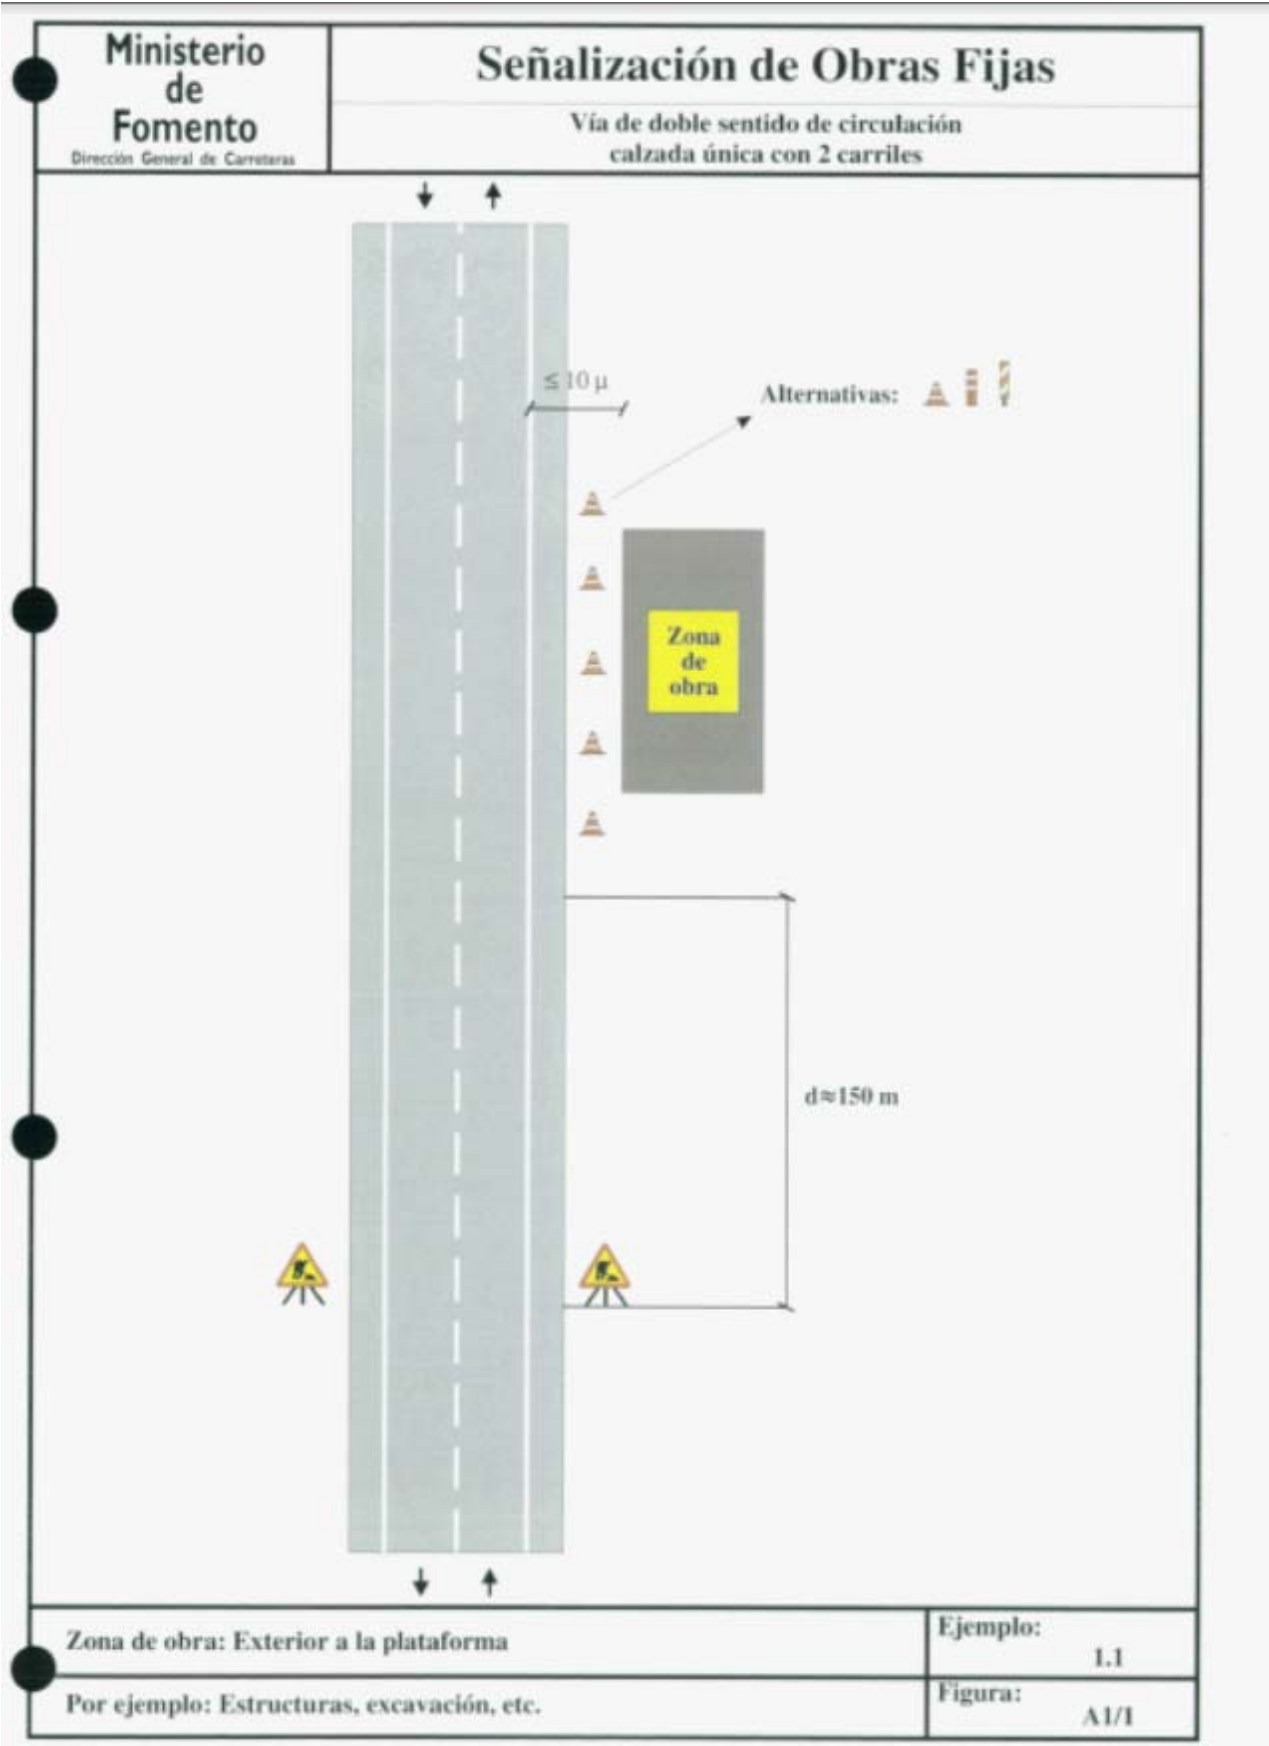 Ministerio
de
Fomento
Dirección General de Carreteras
Señalización de Obras Fijas
Vía de doble sentido de circulación
calzada única con 2 carriles
≤ 10 μ
Alternativas:
Zona
de
obra
d≈150 m
Zona de obra: Exterior a la plataforma
Ejemplo:
1.1
Por ejemplo: Estructuras, excavación, etc.
Figura:
A1/1